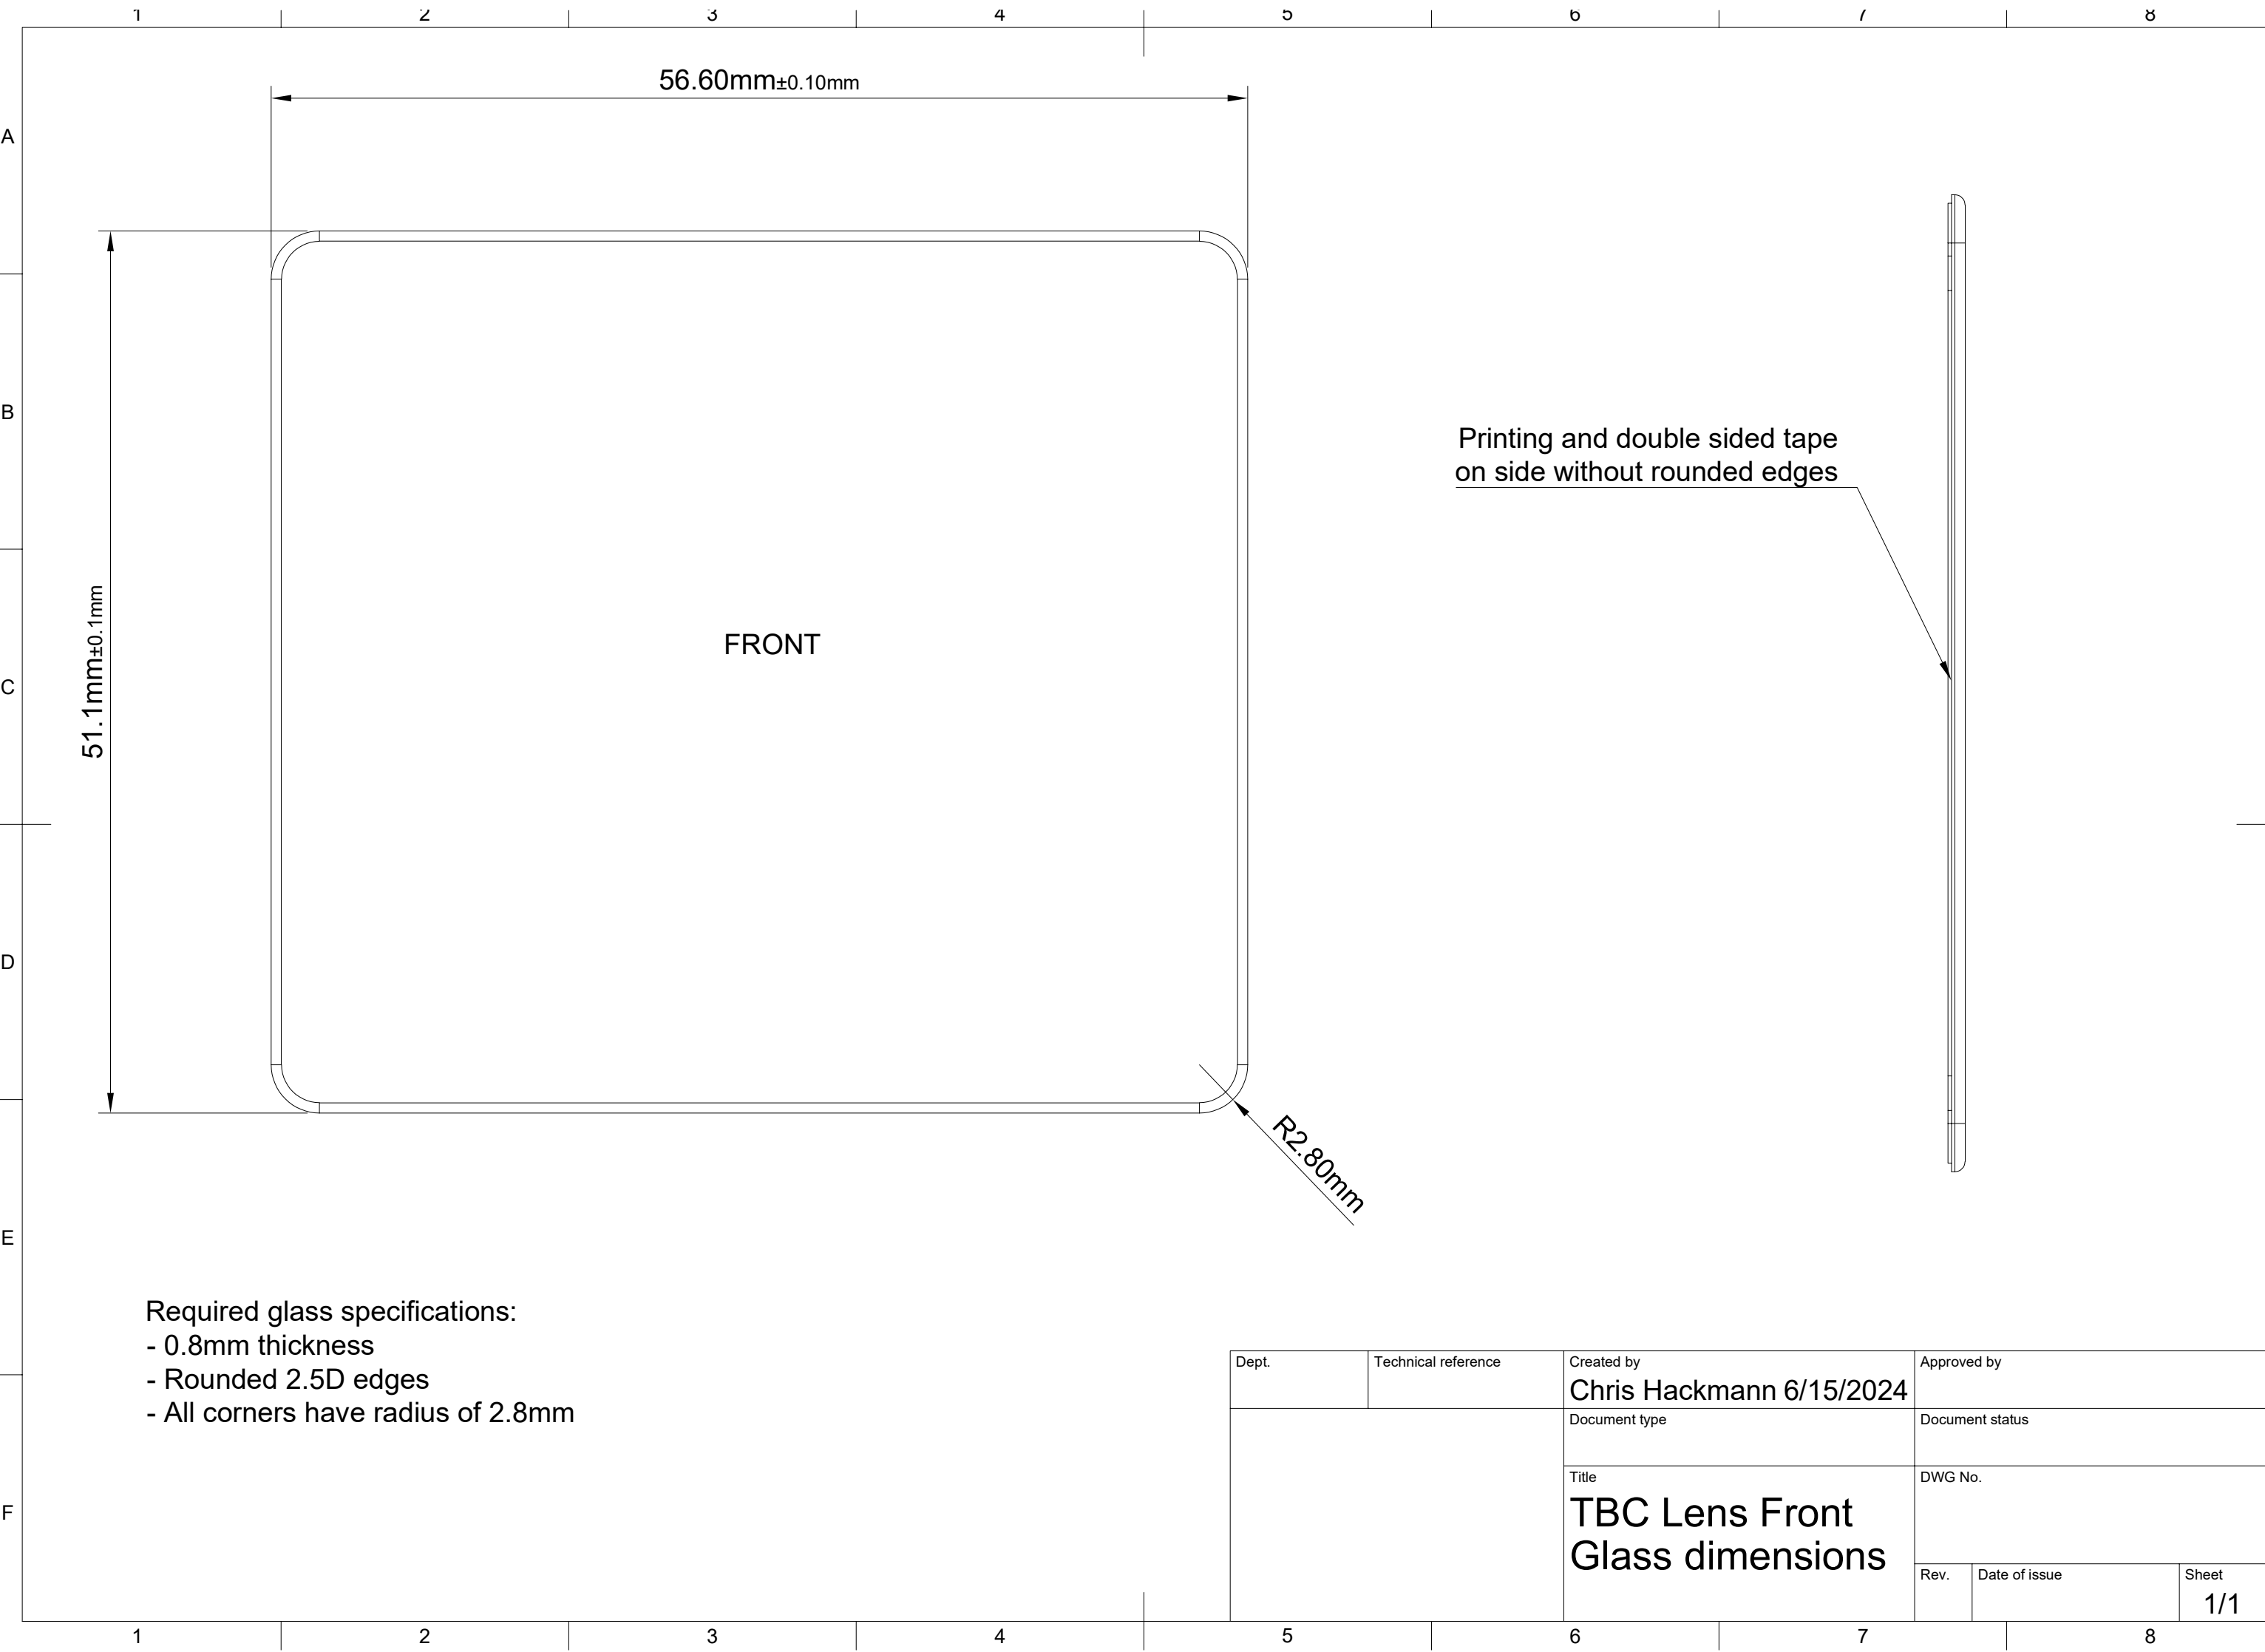 1 2 3 4 5 6 7 8
56.60mm±0.10mm
A
B
Printing and double sided tape
on side without rounded edges
51.1mm±0.1mm
FRONT
C
D
R2.80mm
E
Required glass specifications:
- 0.8mm thickness
- Rounded 2.5D edges
- All corners have radius of 2.8mm
F
Dept.
Technical reference
Created by
Chris Hackmann 6/15/2024
Approved by
Document type
Document status
Title
TBC Lens Front
Glass dimensions
DWG No.
Rev.
Date of issue
Sheet
1/1
1 2 3 4 5 6 7 8